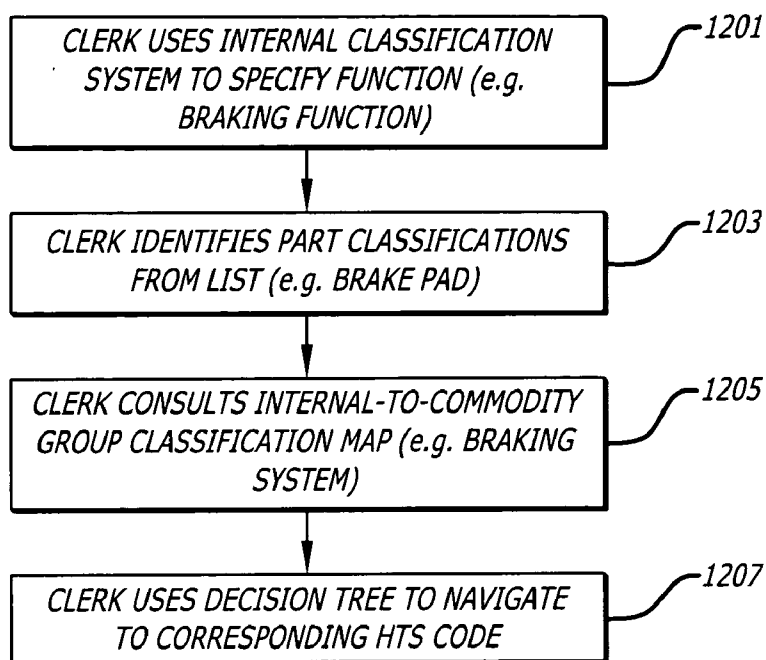 CLERK USES INTERNAL CLASSIFICATION
SYSTEM TO SPECIFY FUNCTION (e.g.
BRAKING FUNCTION)
1201
CLERK IDENTIFIES PART CLASSIFICATIONS
FROM LIST (e.g. BRAKE PAD)
1203
CLERK CONSULTS INTERNAL-TO-COMMODITY
GROUP CLASSIFICATION MAP (e.g. BRAKING
SYSTEM)
1205
CLERK USES DECISION TREE TO NAVIGATE
TO CORRESPONDING HTS CODE
1207